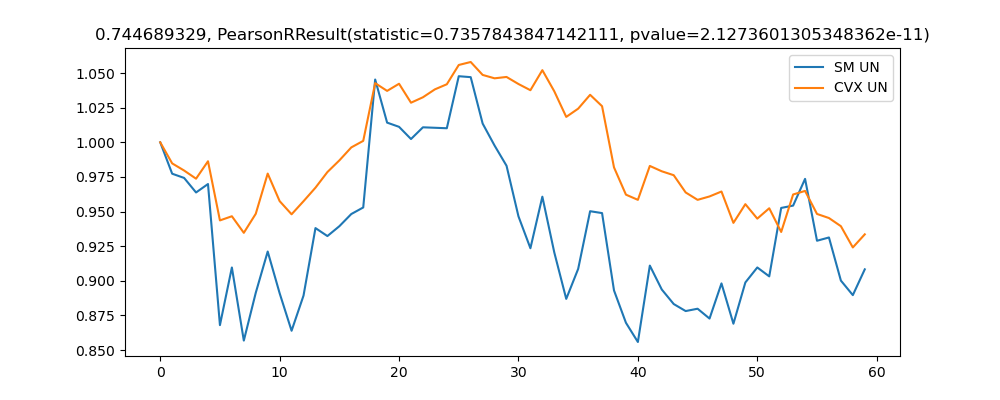 0.744689329, PearsonRResult(statistic=0.7357843847142111, pvalue=2.1273601305348362e-11)
SM UN
CVX UN
1.050
1.025
1.000
0.975
0.950
0.925
0.900
0.875
0.850
0 10 20 30 40 50 60